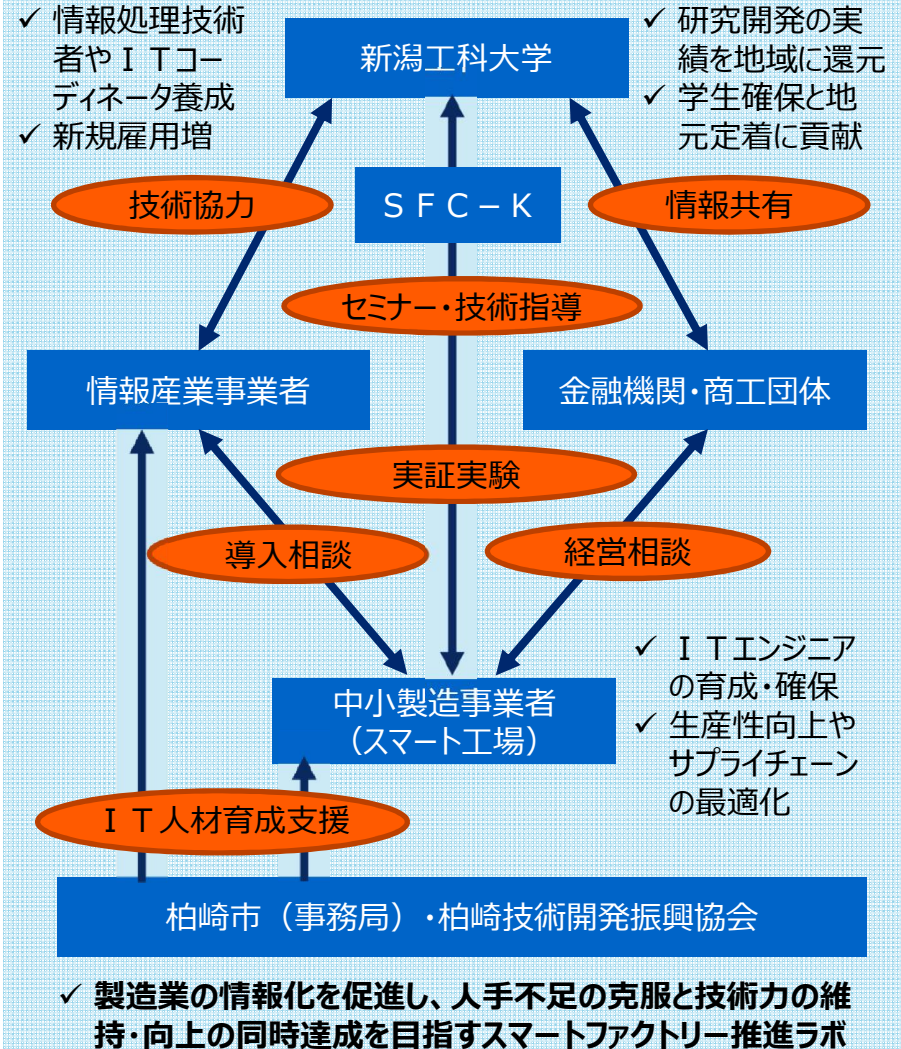 ✓ 情報処理技術
者やＩＴコー
ディネータ養成
✓ 新規雇用増
新潟工科大学
✓ 研究開発の実
績を地域に還元
✓ 学生確保と地
元定着に貢献
技術協力
ＳＦＣ－Ｋ
情報共有
セミナー・技術指導
情報産業事業者
金融機関・商工団体
実証実験
導入相談
経営相談
中小製造事業者
（スマート工場）
✓ ＩＴエンジニア
の育成・確保
✓ 生産性向上や
サプライチェーン
の最適化
ＩＴ人材育成支援
柏崎市（事務局）・柏崎技術開発振興協会
✓ 製造業の情報化を促進し、人手不足の克服と技術力の維
持・向上の同時達成を目指すスマートファクトリー推進ラボ